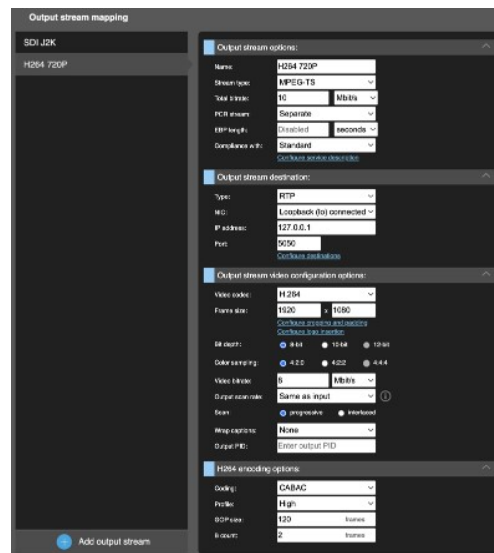 Output stream mapping
SDI J2K
H264 720P
Add output stream
Output stream options:
Name: H264 720P
Stream type: MPEG-TS
Total bitrate: 10 Mbit/s
PCR stream: Separate
EBP length: Disabled seconds
Compliance with: Standard
Configure service description
Output stream destination:
Type: RTP
NIC: Loopback (lo) connected
IP address: 127.0.0.1
Port: 5050
Configure destinations
Output stream video configuration options:
Video codec: H.264
Frame size: 1920 x 1080
Configure cropping and padding
Configure logo insertion
Bit depth: 8-bit 10-bit 12-bit
Color sampling: 4:2:0 4:2:2 4:4:4
Video bitrate: 8 Mbit/s
Output scan rate: Same as input
Scan: progressive interlaced
Wrap captions: None
Output PID: Enter output PID
H264 encoding options:
Coding: CABAC
Profile: High
GOP size: 120 frames
B count: 2 frames